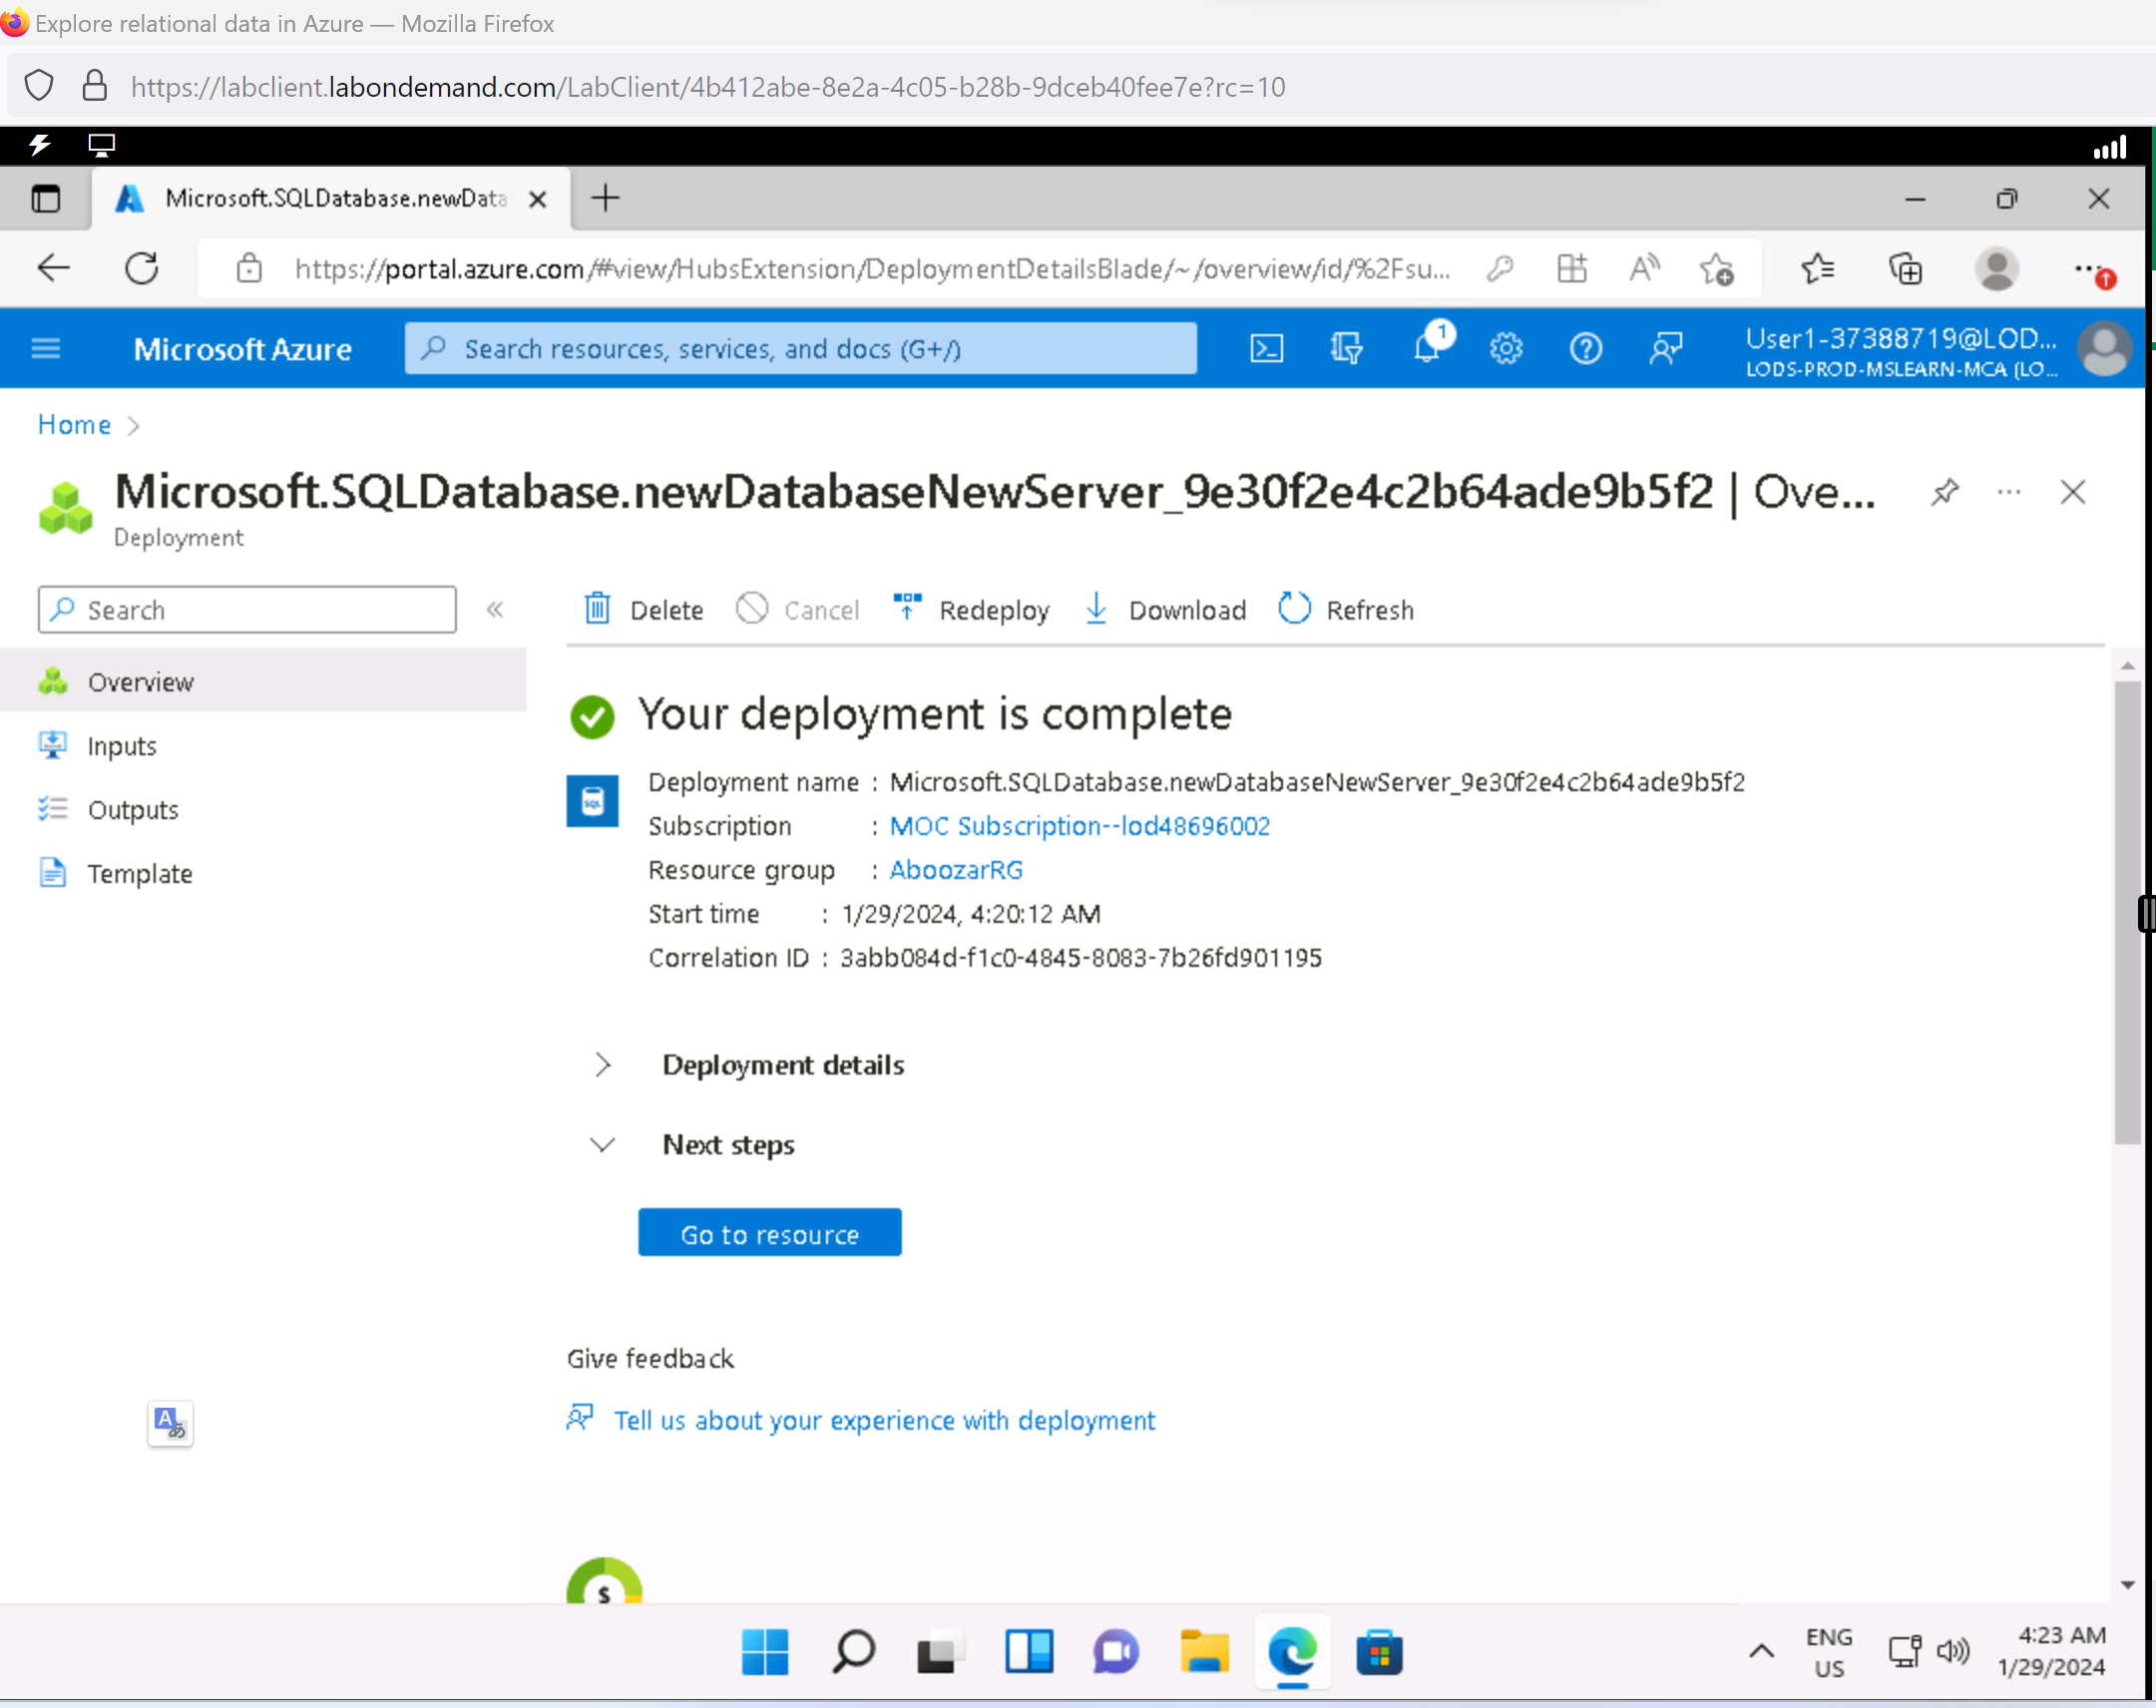 Explore relational data in Azure — Mozilla Firefox
https://labclient.labondemand.com/LabClient/4b412abe-8e2a-4c05-b28b-9dceb40fee7e?rc=10
Microsoft.SQLDatabase.newData
https://portal.azure.com/#view/HubsExtension/DeploymentDetailsBlade/~/overview/id/%2Fsu...
Microsoft Azure
Search resources, services, and docs (G+/)
1
User1-37388719@LOD...
LODS-PROD-MSLEARN-MCA (LO...
Home
Microsoft.SQLDatabase.newDatabaseNewServer_9e30f2e4c2b64ade9b5f2 | Ove...
Deployment
Search
Delete
Cancel
Redeploy
Download
Refresh
Overview
Inputs
Outputs
Template
Your deployment is complete
SQL
Deployment name : Microsoft.SQLDatabase.newDatabaseNewServer_9e30f2e4c2b64ade9b5f2
Subscription : MOC Subscription--lod48696002
Resource group : AboozarRG
Start time : 1/29/2024, 4:20:12 AM
Correlation ID : 3abb084d-f1c0-4845-8083-7b26fd901195
Deployment details
Next steps
Go to resource
Give feedback
Tell us about your experience with deployment
A
あ
$
ENG
US
4:23 AM
1/29/2024